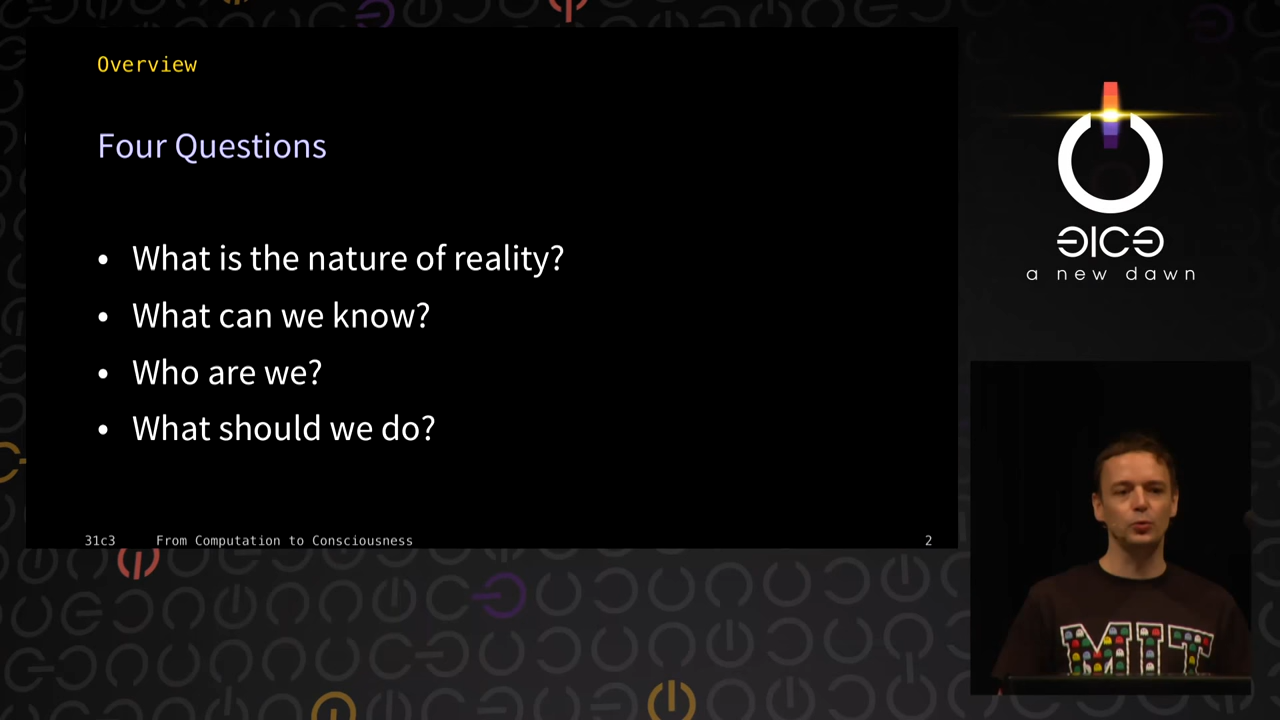 Overview
Four Questions
• What is the nature of reality?
• What can we know?
• Who are we?
• What should we do?
31c3 From Computation to Consciousness 2
31C3
a new dawn
MIT